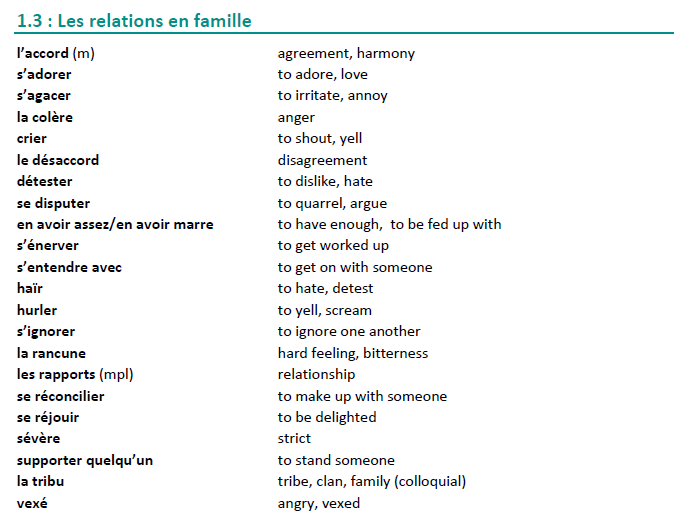 1.3 : Les relations en famille
l’accord (m) agreement, harmony
s’adorer to adore, love
s’agacer to irritate, annoy
la colère anger
crier to shout, yell
le désaccord disagreement
détester to dislike, hate
se disputer to quarrel, argue
en avoir assez/en avoir marre to have enough, to be fed up with
s’énerver to get worked up
s’entendre avec to get on with someone
haïr to hate, detest
hurler to yell, scream
s’ignorer to ignore one another
la rancune hard feeling, bitterness
les rapports (mpl) relationship
se réconcilier to make up with someone
se réjouir to be delighted
sévère strict
supporter quelqu’un to stand someone
la tribu tribe, clan, family (colloquial)
vexé angry, vexed